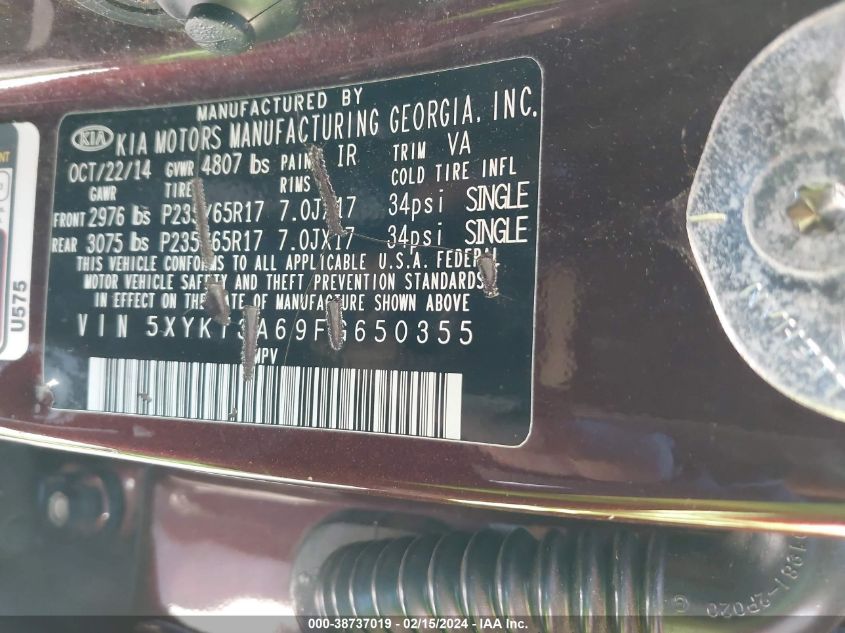 MANUFACTURED BY
KIA KIA MOTORS MANUFACTURING GEORGIA, INC.
OCT/22/14 GVWR 4807 lbs PAINT IR TRIM VA
GAWR TIRE RIMS COLD TIRE INFL
FRONT 2976 lbs P235/65R17 7.0JX17 34psi SINGLE
REAR 3075 lbs P235/65R17 7.0JX17 34psi SINGLE
THIS VEHICLE CONFORMS TO ALL APPLICABLE U.S.A. FEDERAL
MOTOR VEHICLE SAFETY AND THEFT PREVENTION STANDARDS
IN EFFECT ON THE DATE OF MANUFACTURE SHOWN ABOVE
VIN 5XYKT3A69FG650355
MPV
U575
000-38737019 - 02/15/2024 - IAA Inc.